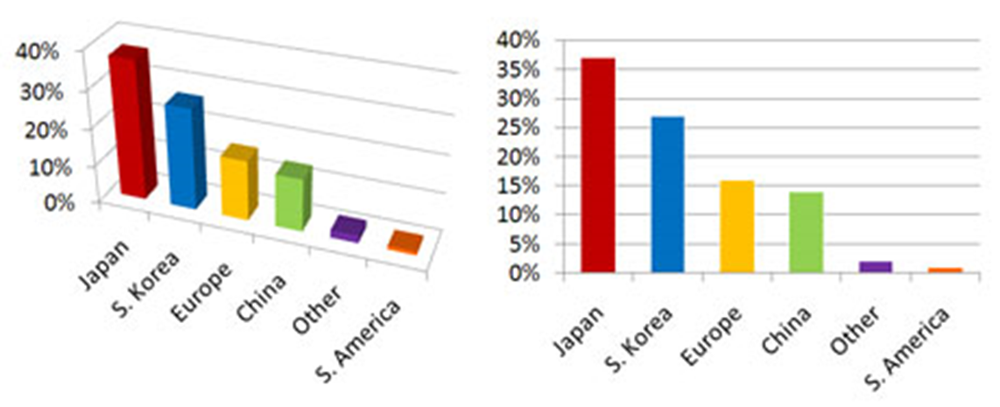 40%
30%
20%
10%
0%
Japan
S. Korea
Europe
China
Other
S. America
40%
35%
30%
25%
20%
15%
10%
5%
0%
Japan
S. Korea
Europe
China
Other
S. America